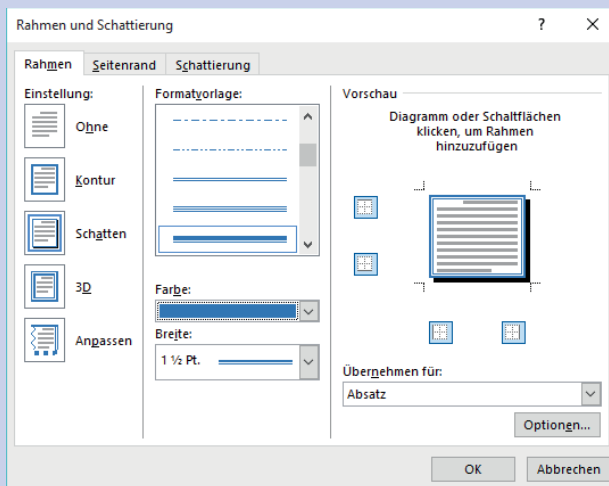 Rahmen und Schattierung ? ×
Rahmen Seitenrand Schattierung
Einstellung:
Ohne
Kontur
Schatten
3D
Anpassen
Formatvorlage:
Farbe:
Breite:
1 ½ Pt.
Vorschau
Diagramm oder Schaltflächen
klicken, um Rahmen
hinzuzufügen
Übernehmen für:
Absatz
Optionen...
OK Abbrechen